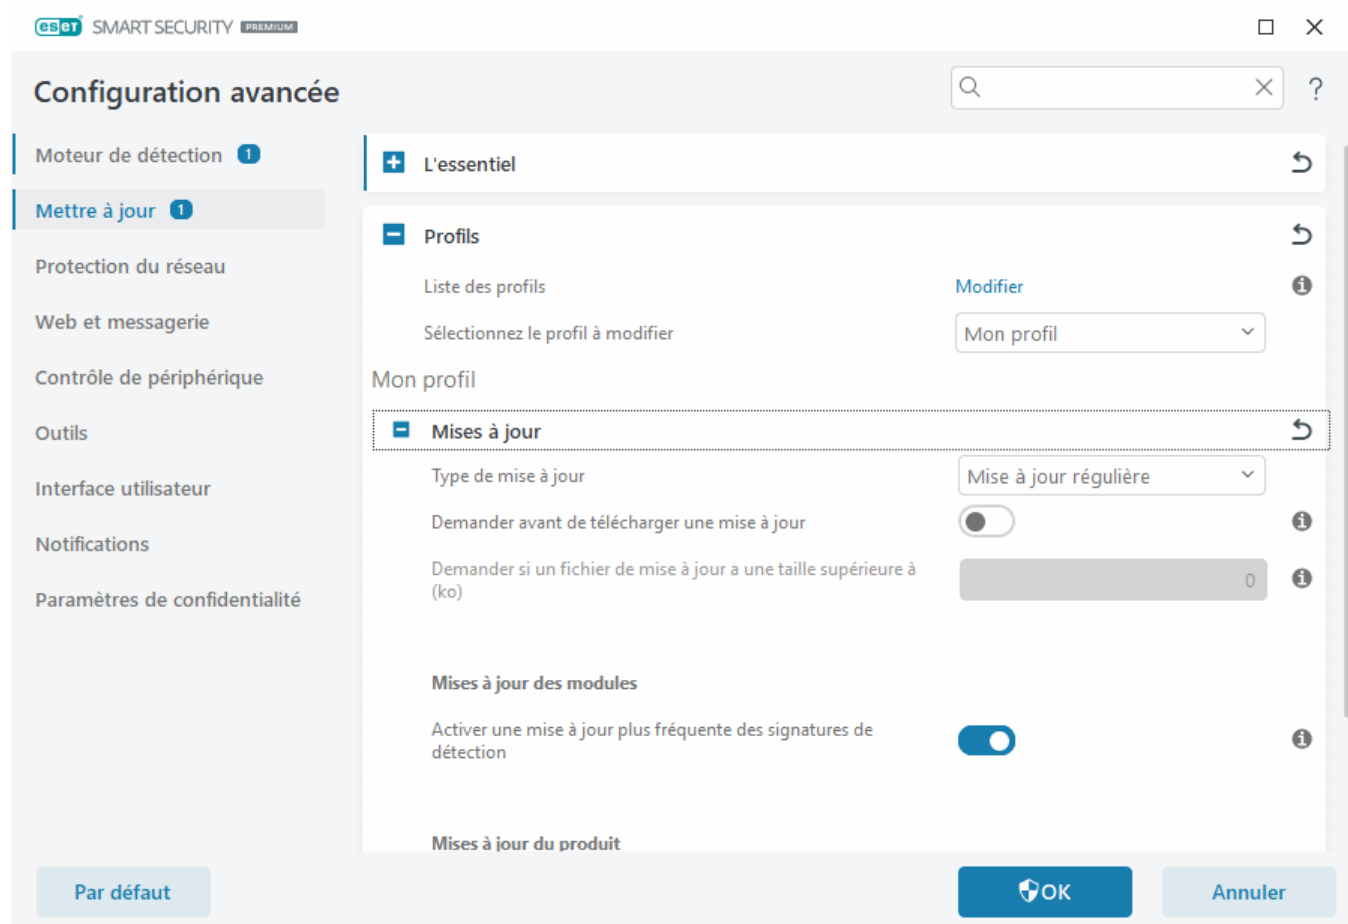 eseT SMART SECURITY PREMIUM
Configuration avancée
?
Moteur de détection 1
Mettre à jour 1
Protection du réseau
Web et messagerie
Contrôle de périphérique
Outils
Interface utilisateur
Notifications
Paramètres de confidentialité
L'essentiel
Profils
Liste des profils Modifier
Sélectionnez le profil à modifier Mon profil
Mon profil
Mises à jour
Type de mise à jour Mise à jour régulière
Demander avant de télécharger une mise à jour
Demander si un fichier de mise à jour a une taille supérieure à
(ko) 0
Mises à jour des modules
Activer une mise à jour plus fréquente des signatures de
détection
Mises à jour du produit
Par défaut OK Annuler